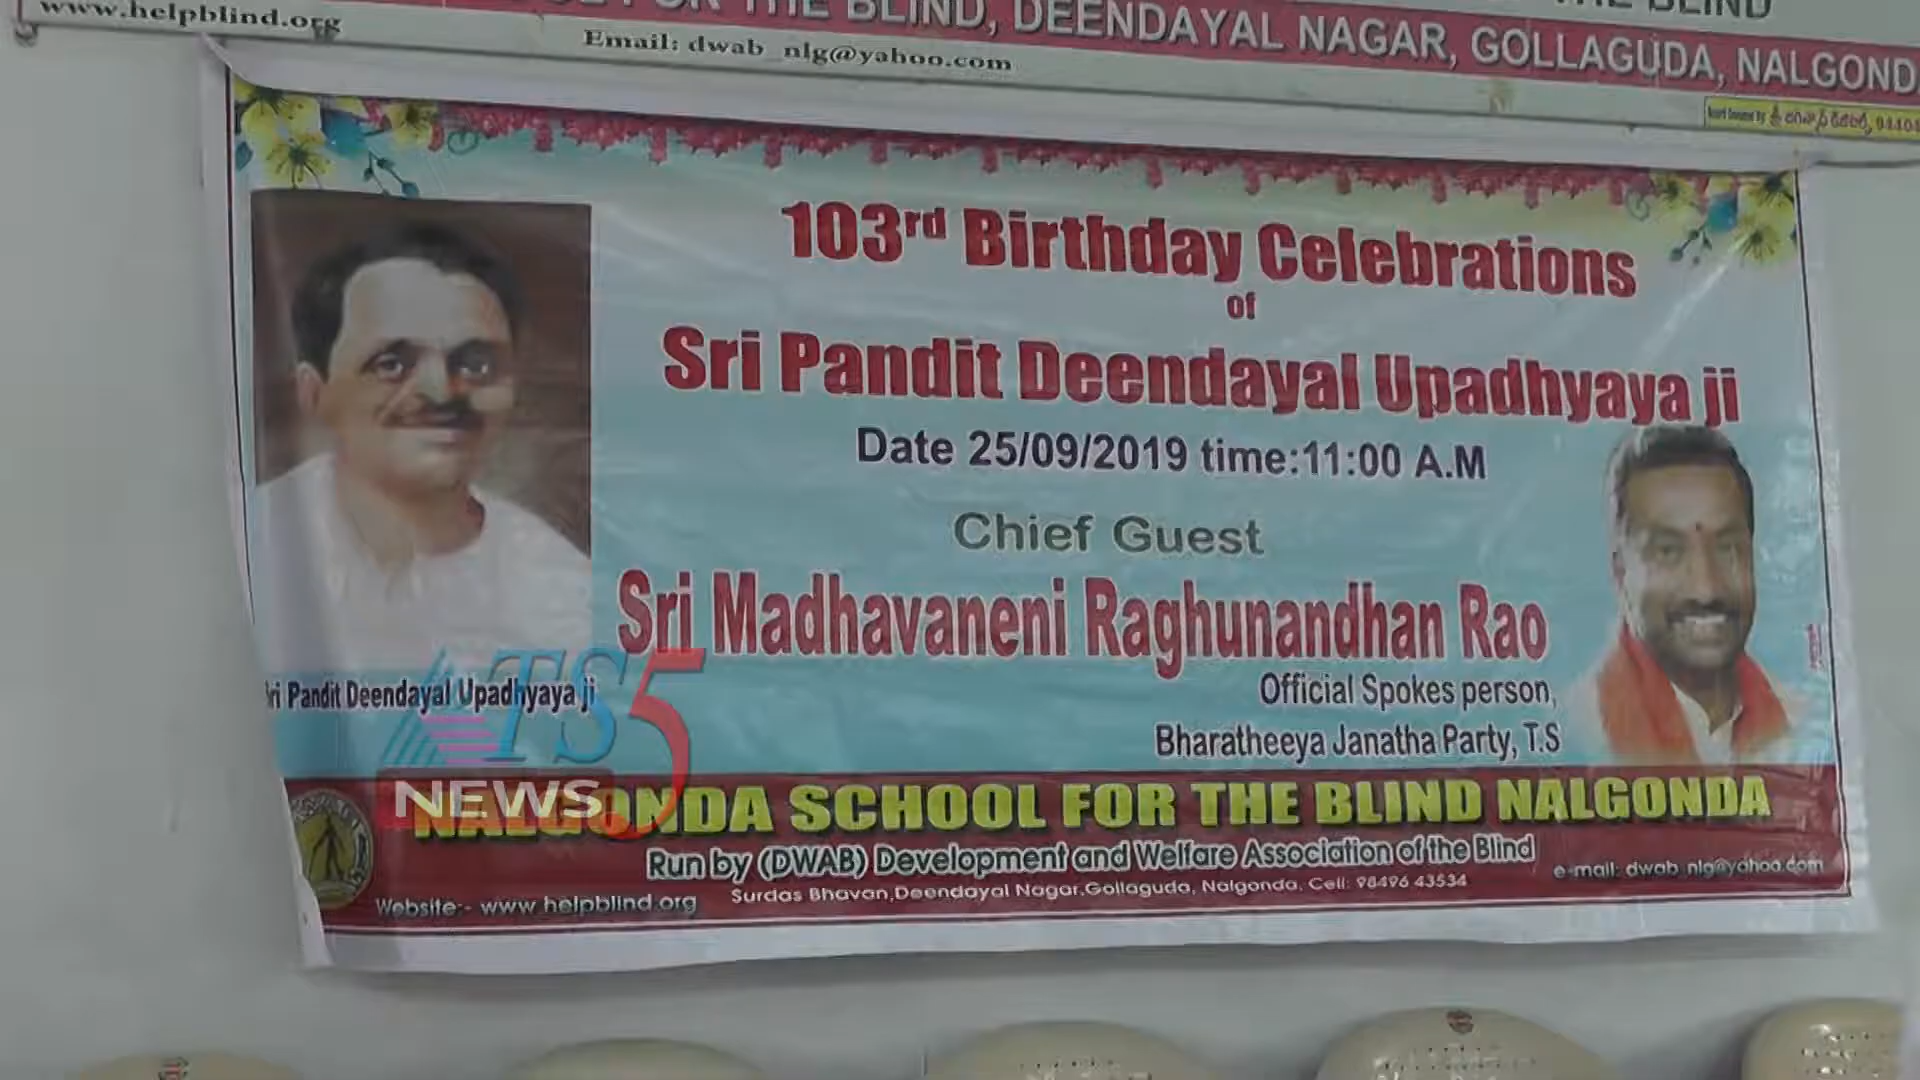 www.helpblind.org
THE BLIND, DEENDAYAL NAGAR, GOLLAGUDA, NALGOND
Email: dwab_nlg@yahoo.com
103rd Birthday Celebrations
of
Sri Pandit Deendayal Upadhyaya ji
Date 25/09/2019 time:11:00 A.M
Chief Guest
Sri Madhavaneni Raghunandhan Rao
Official Spokes person,
Bharatheeya Janatha Party, T.S
ri Pandit Deendayal Upadhyaya ji
TS5
NEWS
NALGONDA SCHOOL FOR THE BLIND NALGONDA
Run by (DWAB) Development and Welfare Association of the Blind
Surdas Bhavan,Deendayal Nagar,Gollaguda, Nalgonda, Cell: 98496 43534
e-mail: dwab_nlg@yahoo.com
Website:- www.helpblind.org